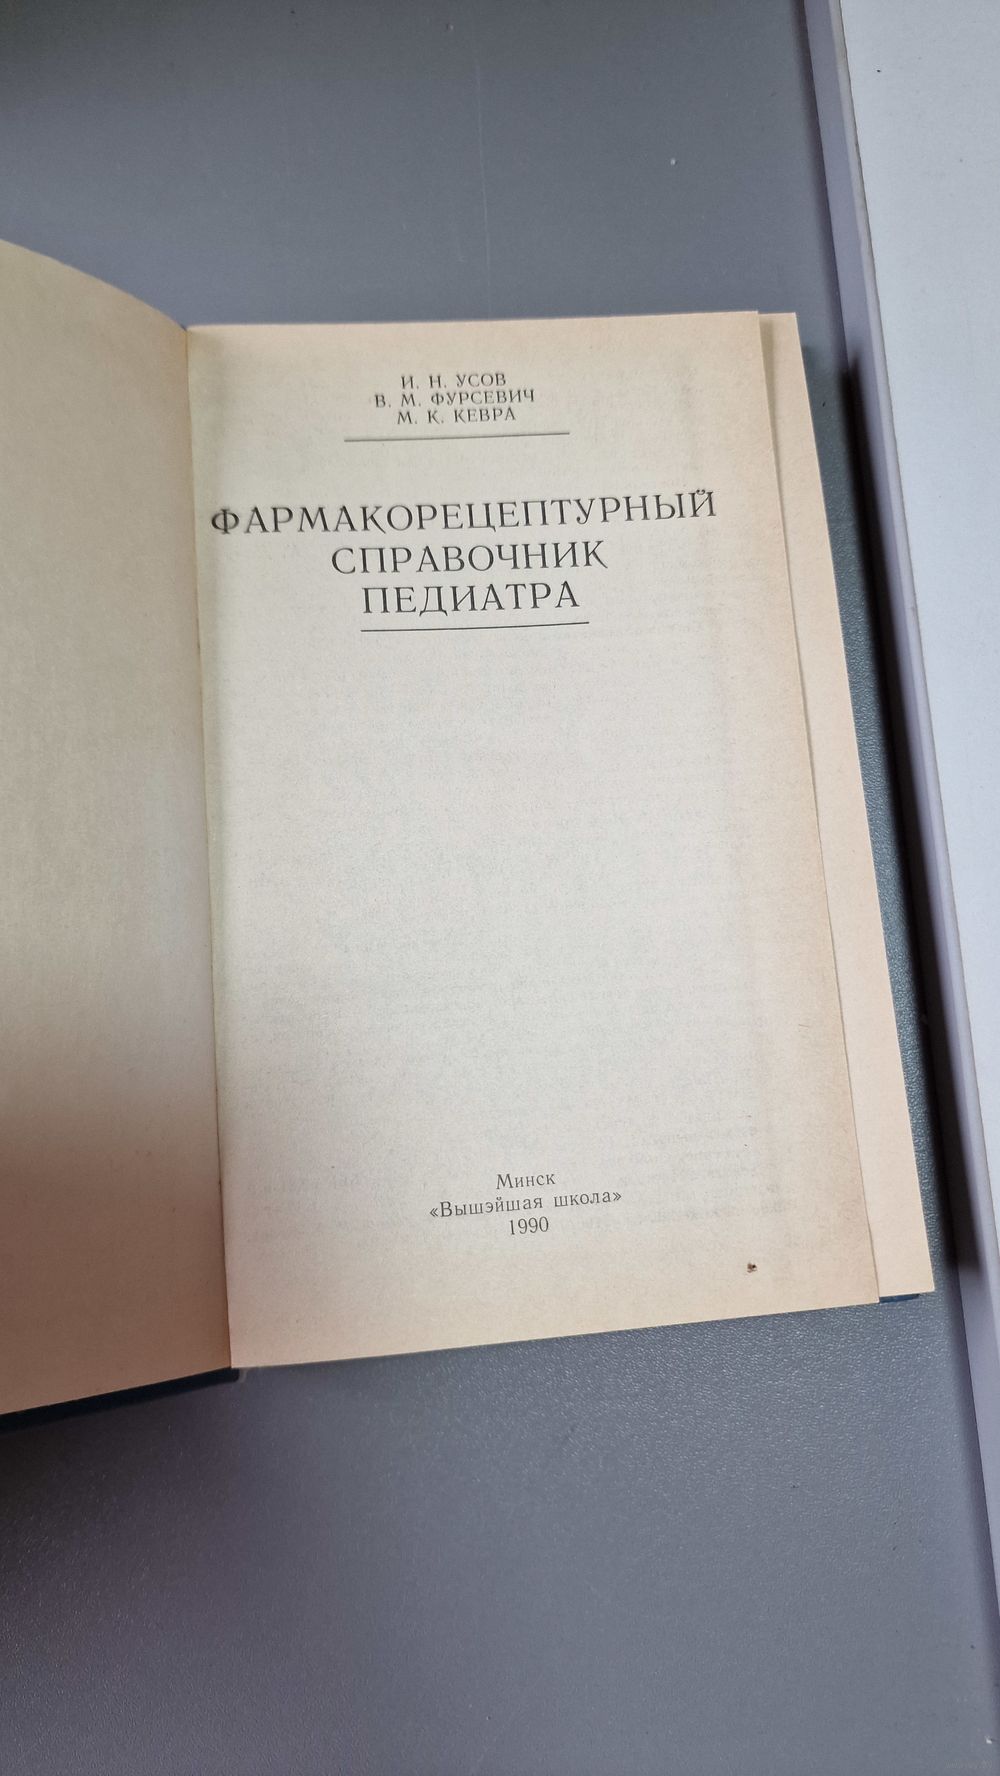 И. Н. УСОВ
В. М. ФУРСЕВИЧ
М. К. КЕВРА
ФАРМАКОРЕЦЕПТУРНЫЙ
СПРАВОЧНИК
ПЕДИАТРА
Минск
«Вышэйшая школа»
1990